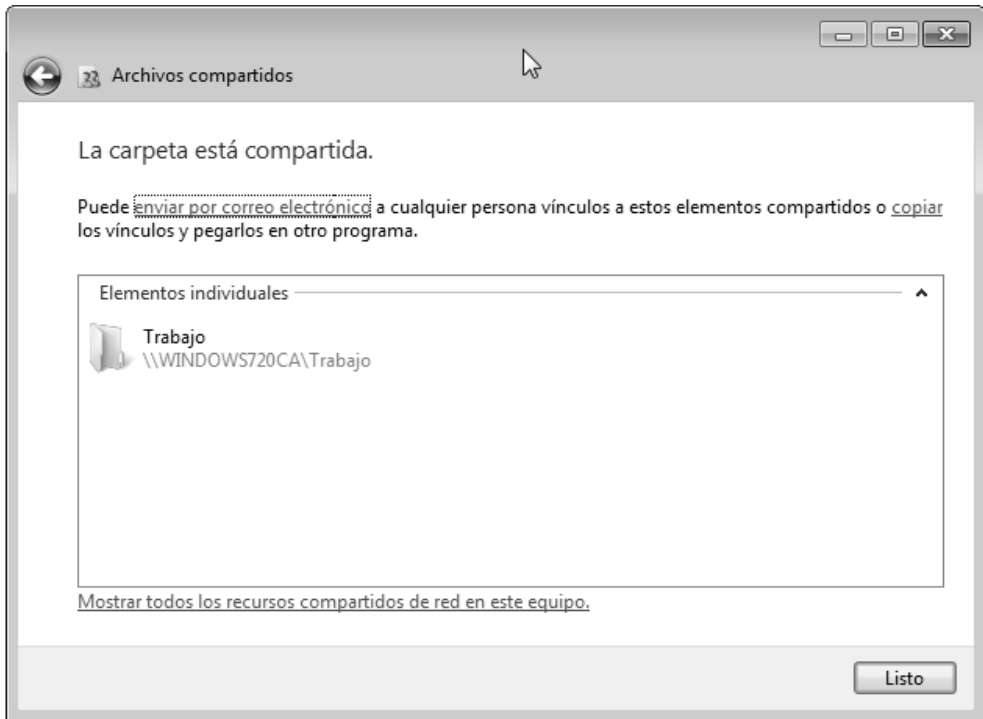 Archivos compartidos
La carpeta está compartida.
Puede enviar por correo electrónico a cualquier persona vínculos a estos elementos compartidos o copiar
los vínculos y pegarlos en otro programa.
Elementos individuales
Trabajo
\\WINDOWS720CA\Trabajo
Mostrar todos los recursos compartidos de red en este equipo.
Listo